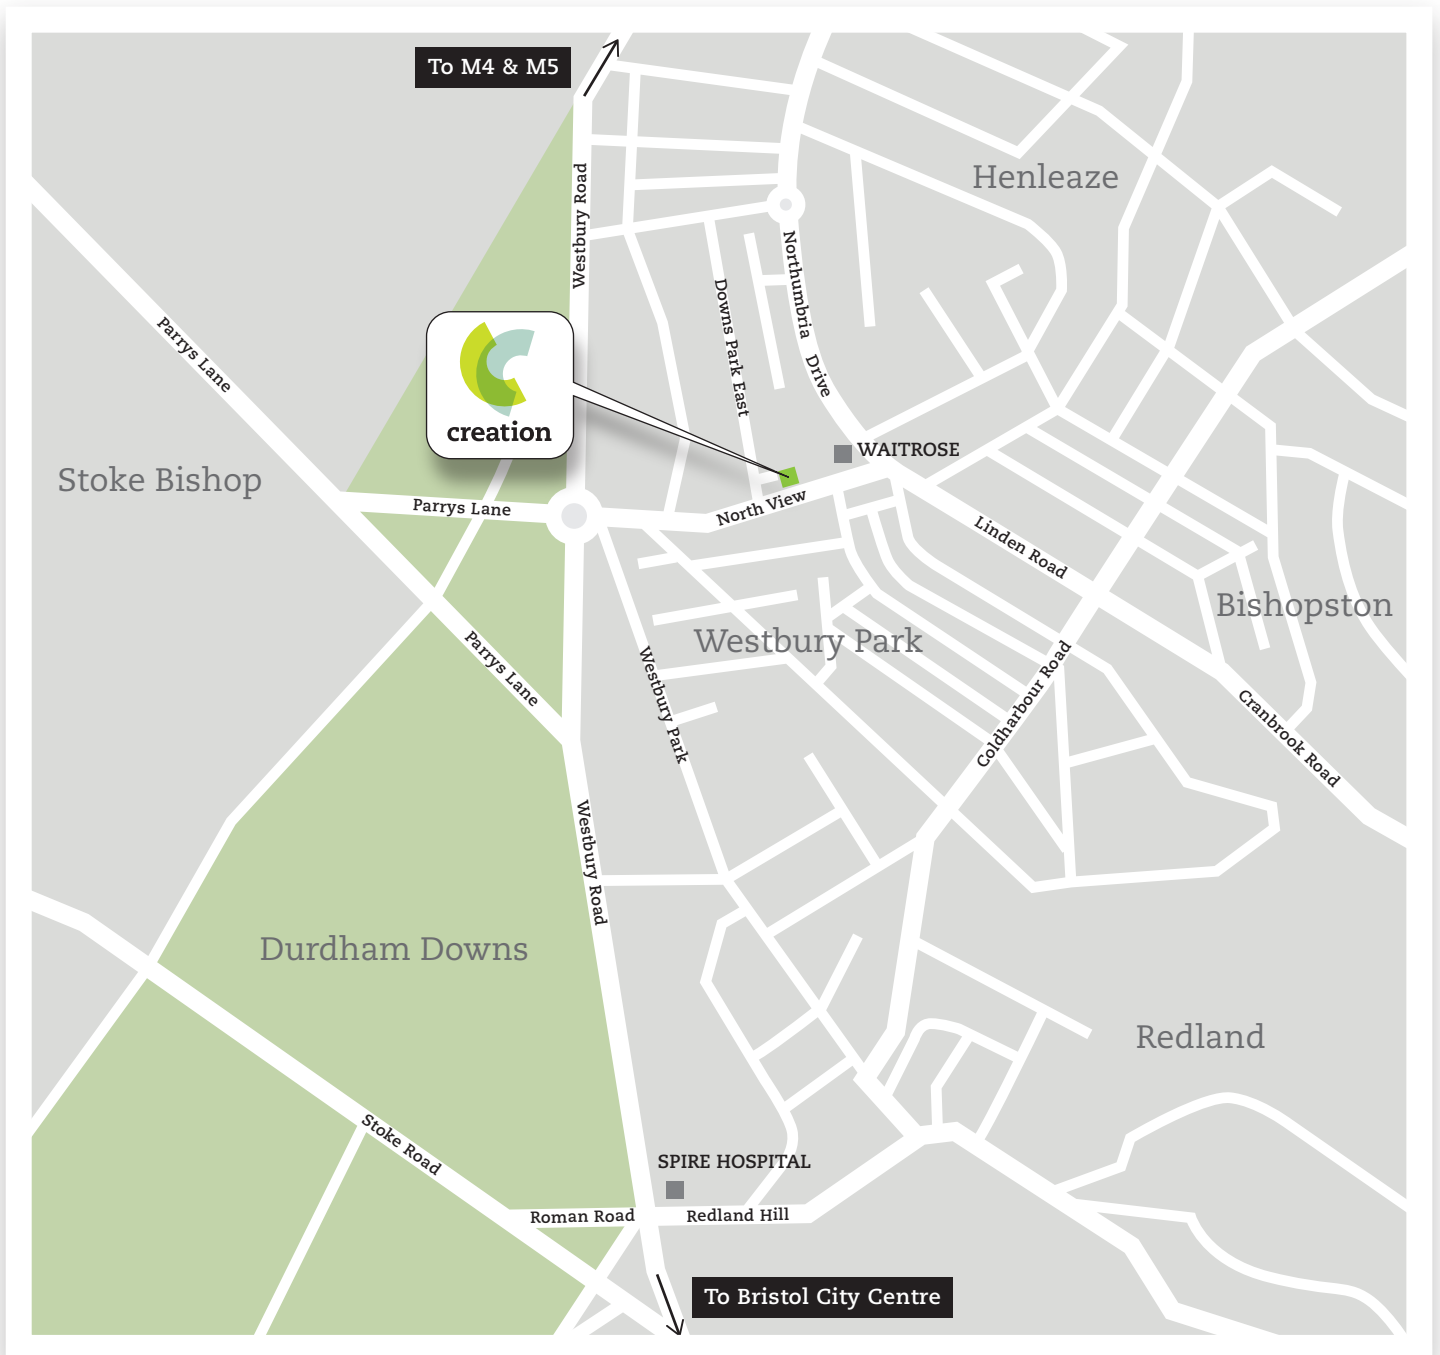 To M4 & M5
Westbury Road
Henleaze
Northumbria Drive
Downs Park East
Parrys Lane
creation
WAITROSE
Stoke Bishop
Parrys Lane
North View
Linden Road
Bishopston
Westbury Park
Parrys Lane
Westbury Park
Coldharbour Road
Cranbrook Road
Westbury Road
Durdham Downs
Redland
Stoke Road
SPIRE HOSPITAL
Roman Road
Redland Hill
To Bristol City Centre